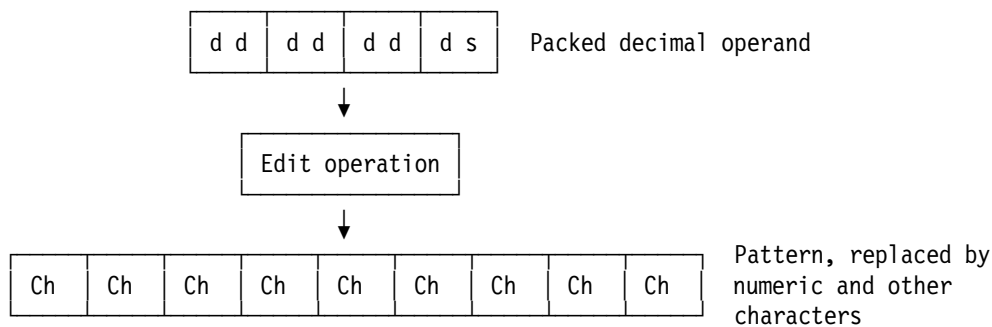 d d d d d d d s Packed decimal operand
Edit operation
Ch Ch Ch Ch Ch Ch Ch Ch Ch Pattern, replaced by
numeric and other
characters